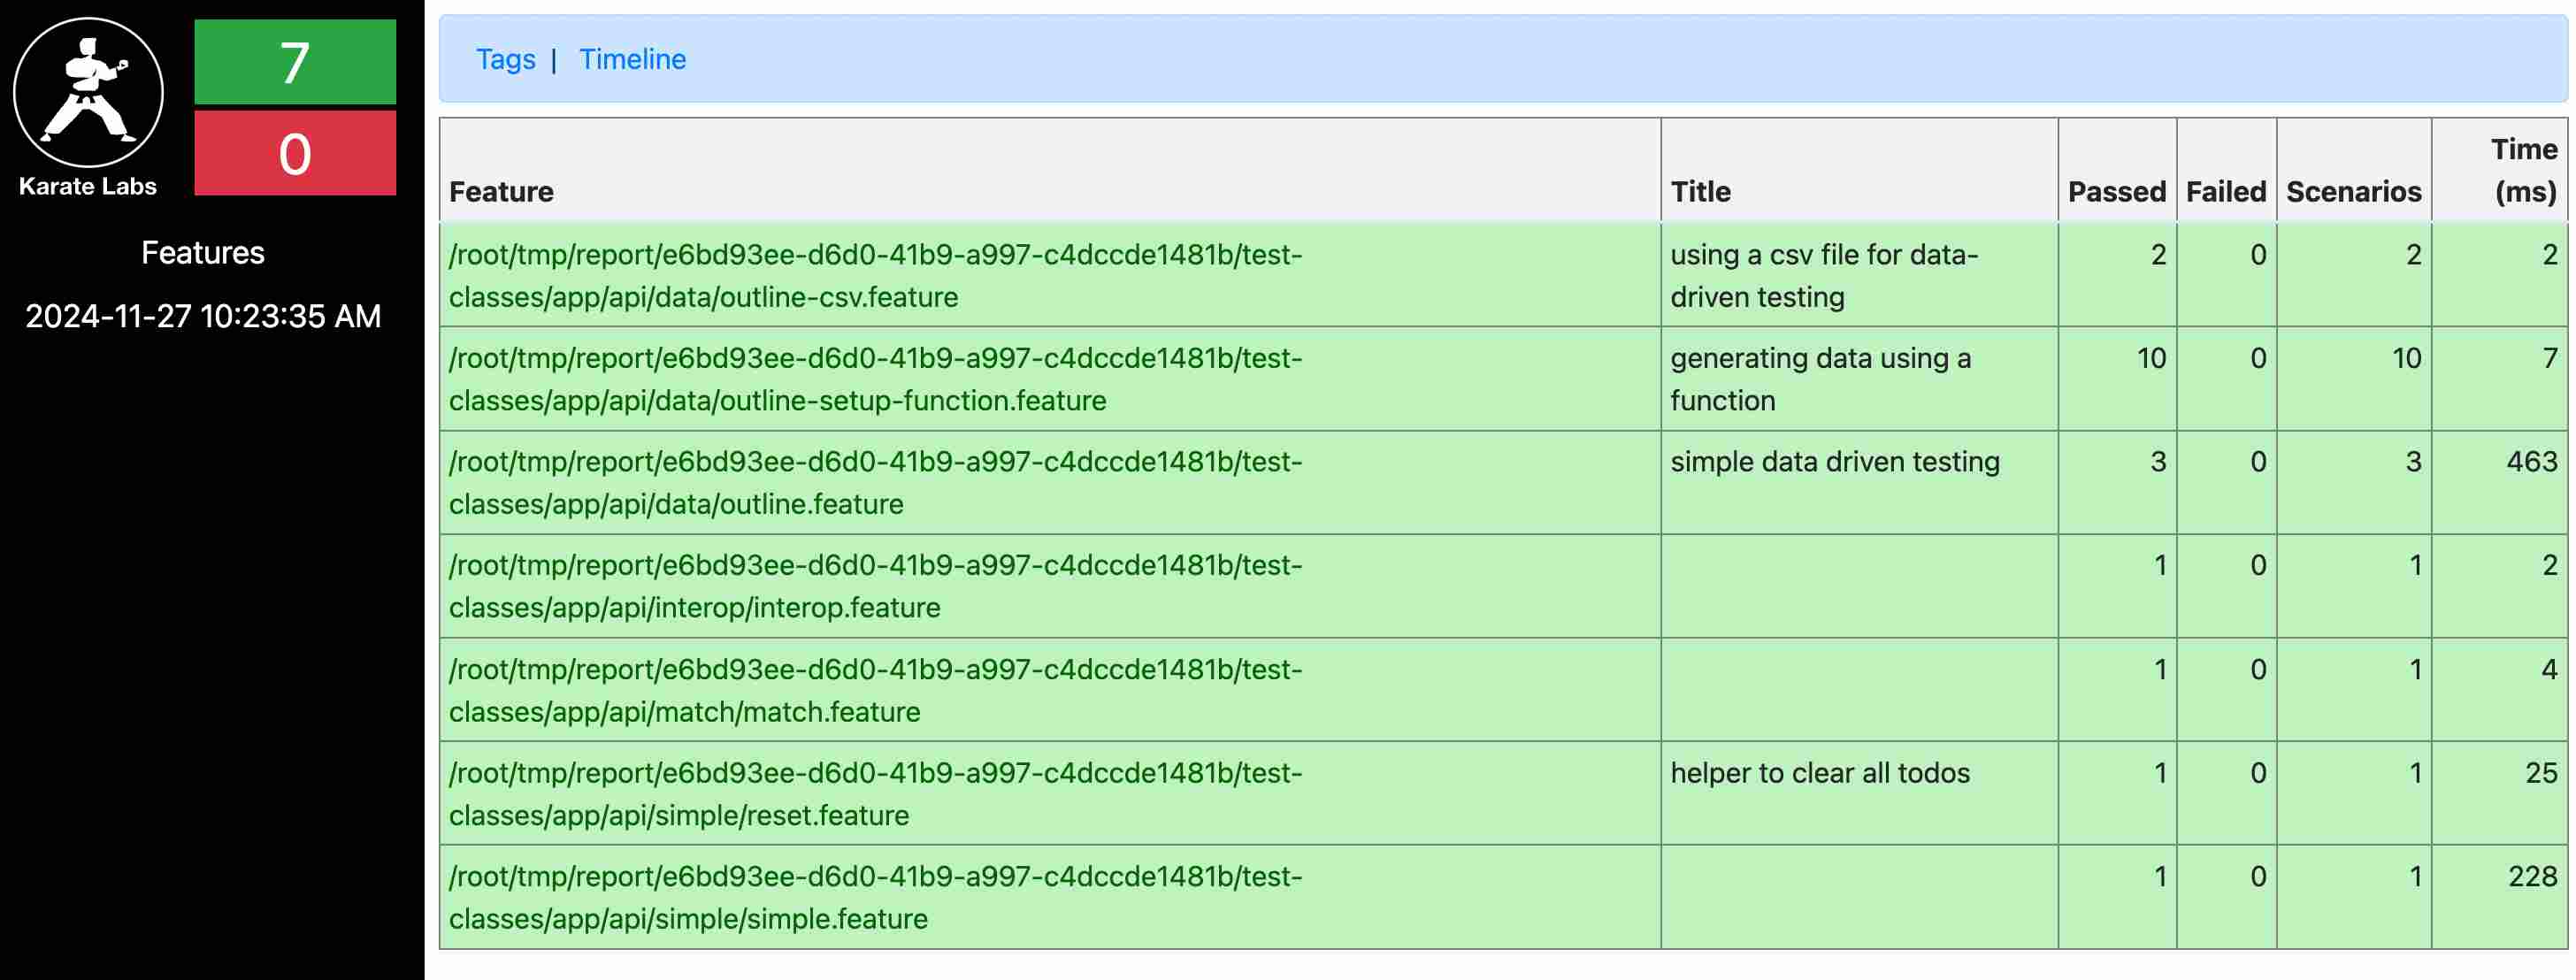 Karate Labs
7
0
Features
2024-11-27 10:23:35 AM
Tags | Timeline
Feature Title Passed Failed Scenarios Time (ms)
/root/tmp/report/e6bd93ee-d6d0-41b9-a997-c4dccde1481b/test- using a csv file for data- 2 0 2 2
classes/app/api/data/outline-csv.feature driven testing
/root/tmp/report/e6bd93ee-d6d0-41b9-a997-c4dccde1481b/test- generating data using a 10 0 10 7
classes/app/api/data/outline-setup-function.feature function
/root/tmp/report/e6bd93ee-d6d0-41b9-a997-c4dccde1481b/test- simple data driven testing 3 0 3 463
classes/app/api/data/outline.feature
/root/tmp/report/e6bd93ee-d6d0-41b9-a997-c4dccde1481b/test- 1 0 1 2
classes/app/api/interop/interop.feature
/root/tmp/report/e6bd93ee-d6d0-41b9-a997-c4dccde1481b/test- 1 0 1 4
classes/app/api/match/match.feature
/root/tmp/report/e6bd93ee-d6d0-41b9-a997-c4dccde1481b/test- helper to clear all todos 1 0 1 25
classes/app/api/simple/reset.feature
/root/tmp/report/e6bd93ee-d6d0-41b9-a997-c4dccde1481b/test- 1 0 1 228
classes/app/api/simple/simple.feature